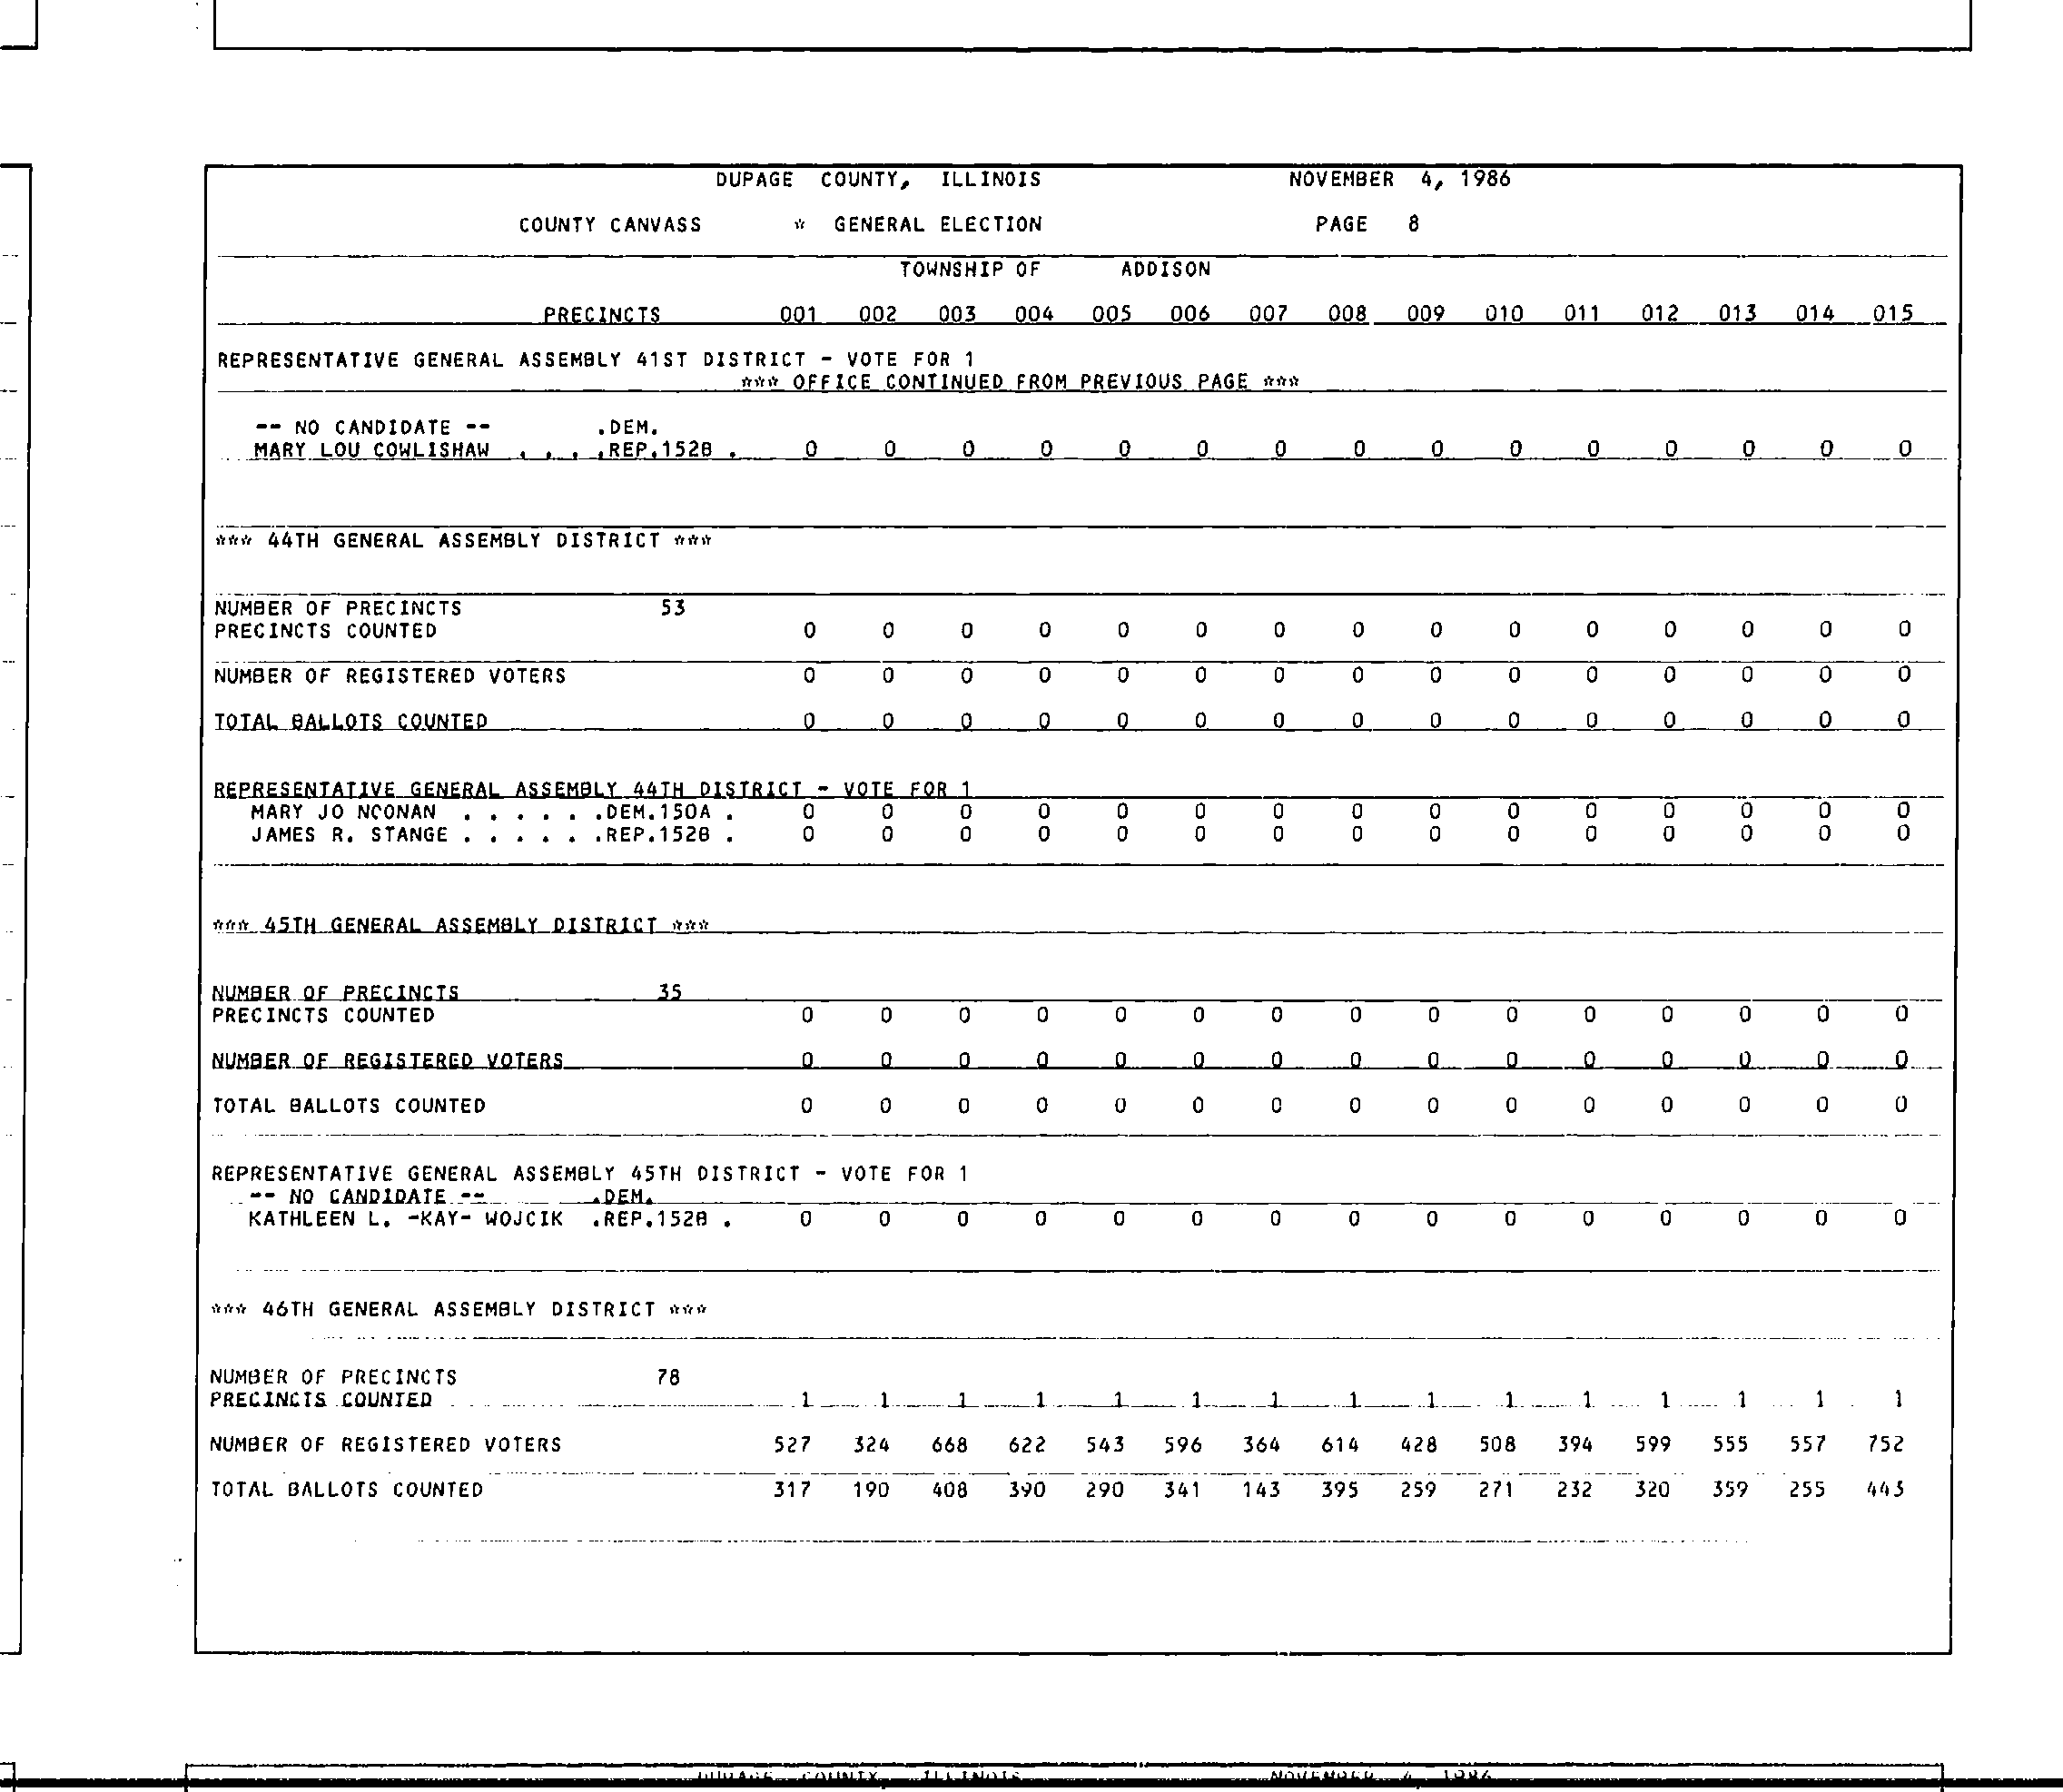 DUPAGE COUNTY, ILLINOIS NOVEMBER 4, 1986
COUNTY CANVASS * GENERAL ELECTION PAGE 8
TOWNSHIP OF ADDISON
PRECINCTS 001 002 003 004 005 006 007 008 009 010 011 012 013 014 015
REPRESENTATIVE GENERAL ASSEMBLY 41ST DISTRICT - VOTE FOR 1
*** OFFICE CONTINUED FROM PREVIOUS PAGE ***
-- NO CANDIDATE -- .DEM.
MARY LOU COWLISHAW . . . .REP.152B . 0 0 0 0 0 0 0 0 0 0 0 0 0 0 0
*** 44TH GENERAL ASSEMBLY DISTRICT ***
NUMBER OF PRECINCTS 53
PRECINCTS COUNTED 0 0 0 0 0 0 0 0 0 0 0 0 0 0 0
NUMBER OF REGISTERED VOTERS 0 0 0 0 0 0 0 0 0 0 0 0 0 0 0
TOTAL BALLOTS COUNTED 0 0 0 0 0 0 0 0 0 0 0 0 0 0 0
REPRESENTATIVE GENERAL ASSEMBLY 44TH DISTRICT - VOTE FOR 1
MARY JO NOONAN . . . . . .DEM.150A . 0 0 0 0 0 0 0 0 0 0 0 0 0 0 0
JAMES R. STANGE . . . . . .REP.152B . 0 0 0 0 0 0 0 0 0 0 0 0 0 0 0
*** 45TH GENERAL ASSEMBLY DISTRICT ***
NUMBER OF PRECINCTS 35
PRECINCTS COUNTED 0 0 0 0 0 0 0 0 0 0 0 0 0 0 0
NUMBER OF REGISTERED VOTERS 0 0 0 0 0 0 0 0 0 0 0 0 0 0 0
TOTAL BALLOTS COUNTED 0 0 0 0 0 0 0 0 0 0 0 0 0 0 0
REPRESENTATIVE GENERAL ASSEMBLY 45TH DISTRICT - VOTE FOR 1
-- NO CANDIDATE -- .DEM.
KATHLEEN L. -KAY- WOJCIK .REP.152B . 0 0 0 0 0 0 0 0 0 0 0 0 0 0 0
*** 46TH GENERAL ASSEMBLY DISTRICT ***
NUMBER OF PRECINCTS 78
PRECINCTS COUNTED 1 1 1 1 1 1 1 1 1 1 1 1 1 1 1
NUMBER OF REGISTERED VOTERS 527 324 668 622 543 596 364 614 428 508 394 599 555 557 752
TOTAL BALLOTS COUNTED 317 190 408 390 290 341 143 395 259 271 232 320 359 255 443
DUPAGE COUNTY, ILLINOIS NOVEMBER 4, 1986